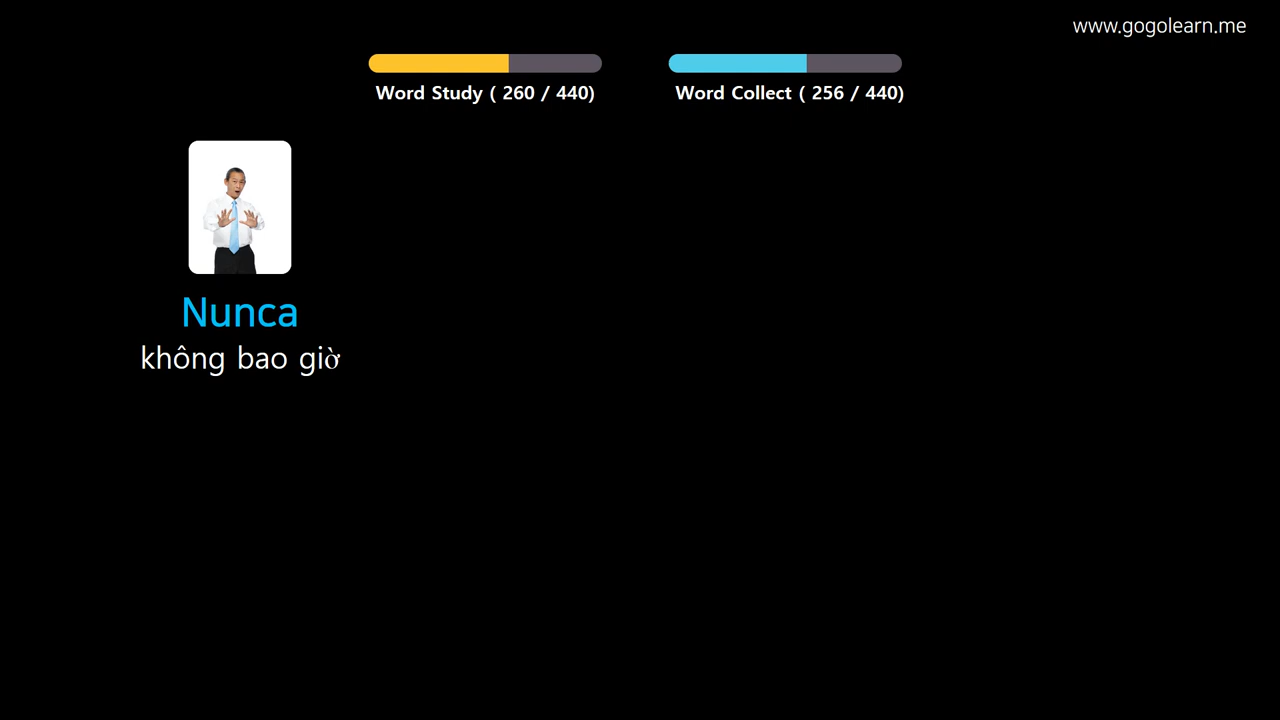 www.gogolearn.me
Word Study ( 260 / 440)
Word Collect ( 256 / 440)
Nunca
không bao giờ